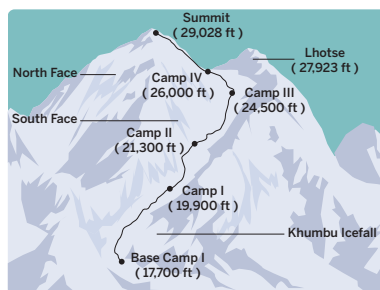 Summit
( 29,028 ft )
Lhotse
( 27,923 ft )
North Face
Camp IV
( 26,000 ft )
Camp III
( 24,500 ft )
South Face
Camp II
( 21,300 ft )
Camp I
( 19,900 ft )
Khumbu Icefall
Base Camp I
( 17,700 ft )